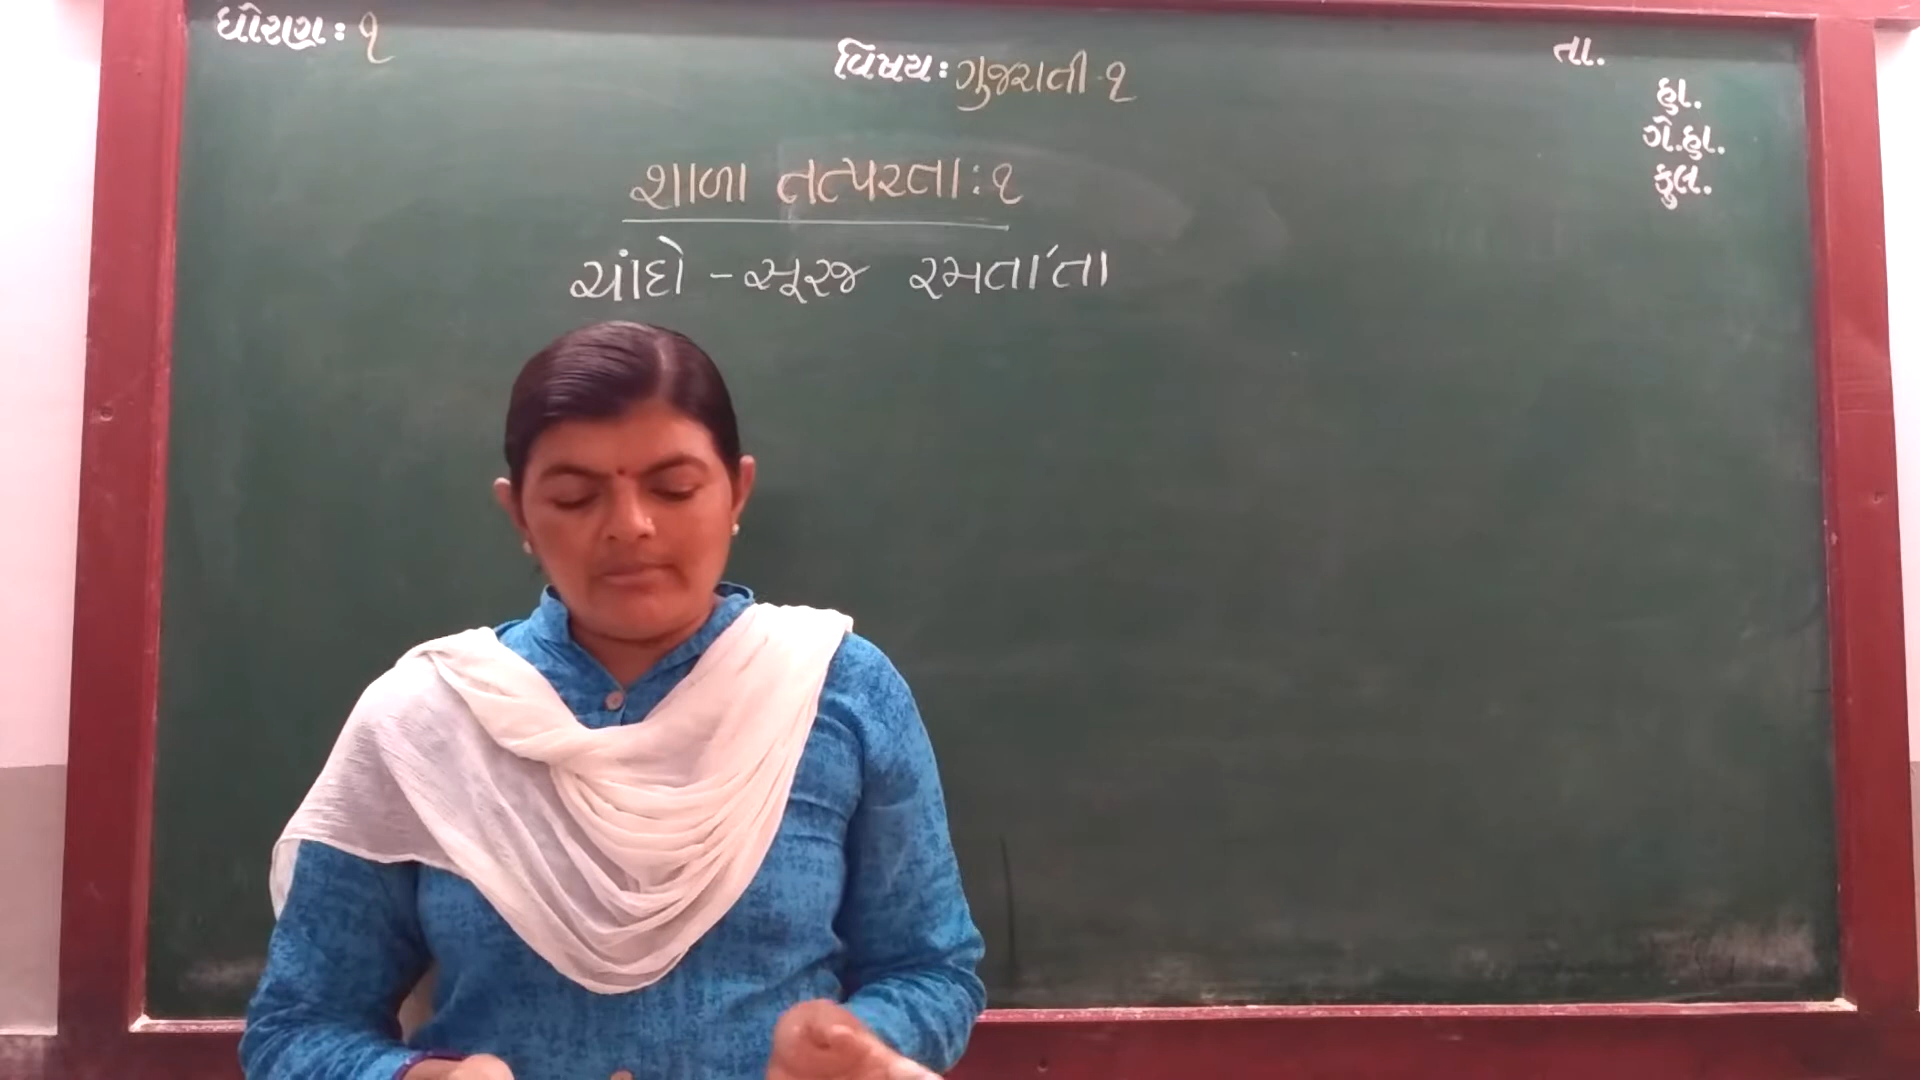 ધોરણ: ૧
વિષય: ગુજરાતી-૧
તા.
હા.
ગે.હા.
કુલ.
શાળા તત્પરતા: ૧
ચાંદો - સૂરજ રમતા'તા